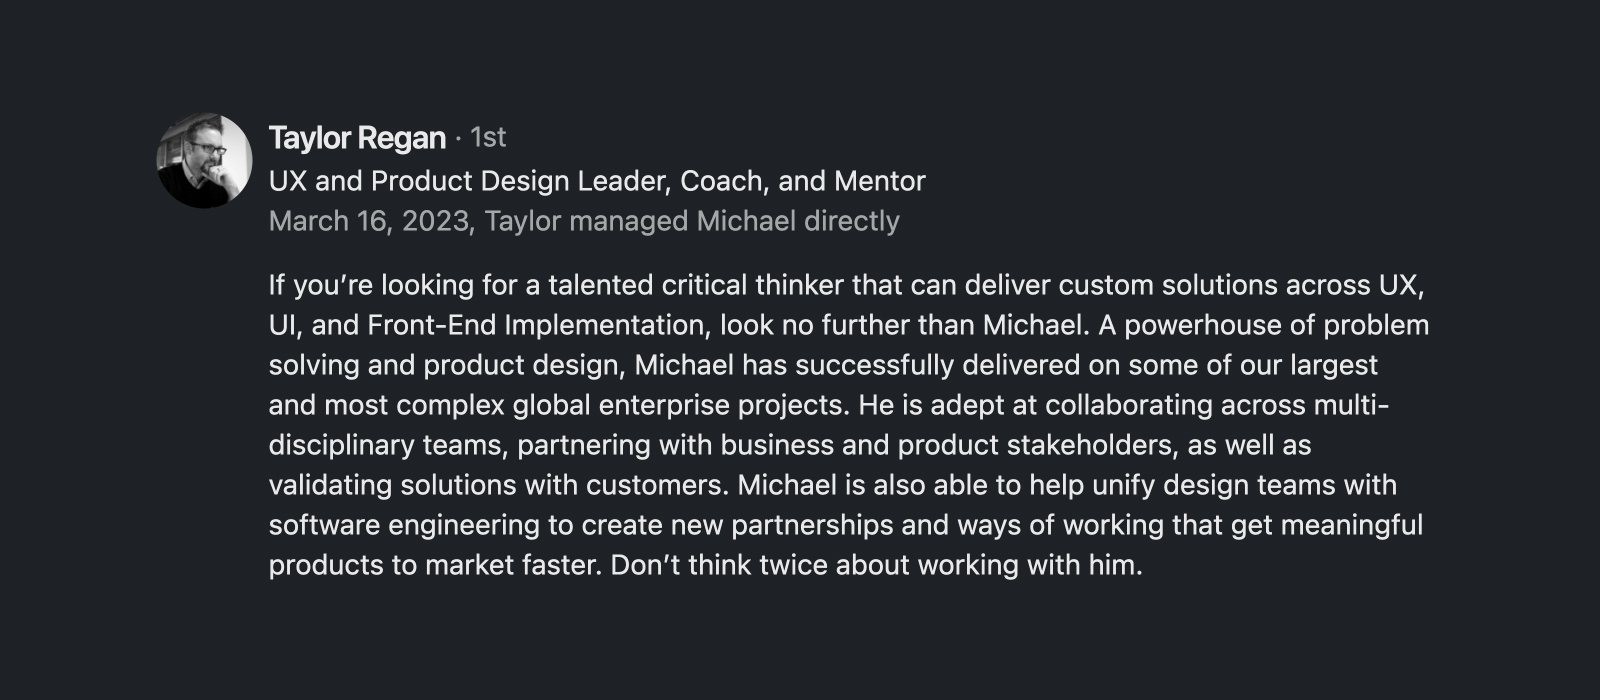 Taylor Regan · 1st
UX and Product Design Leader, Coach, and Mentor
March 16, 2023, Taylor managed Michael directly
If you’re looking for a talented critical thinker that can deliver custom solutions across UX,
UI, and Front-End Implementation, look no further than Michael. A powerhouse of problem
solving and product design, Michael has successfully delivered on some of our largest
and most complex global enterprise projects. He is adept at collaborating across multi-
disciplinary teams, partnering with business and product stakeholders, as well as
validating solutions with customers. Michael is also able to help unify design teams with
software engineering to create new partnerships and ways of working that get meaningful
products to market faster. Don’t think twice about working with him.